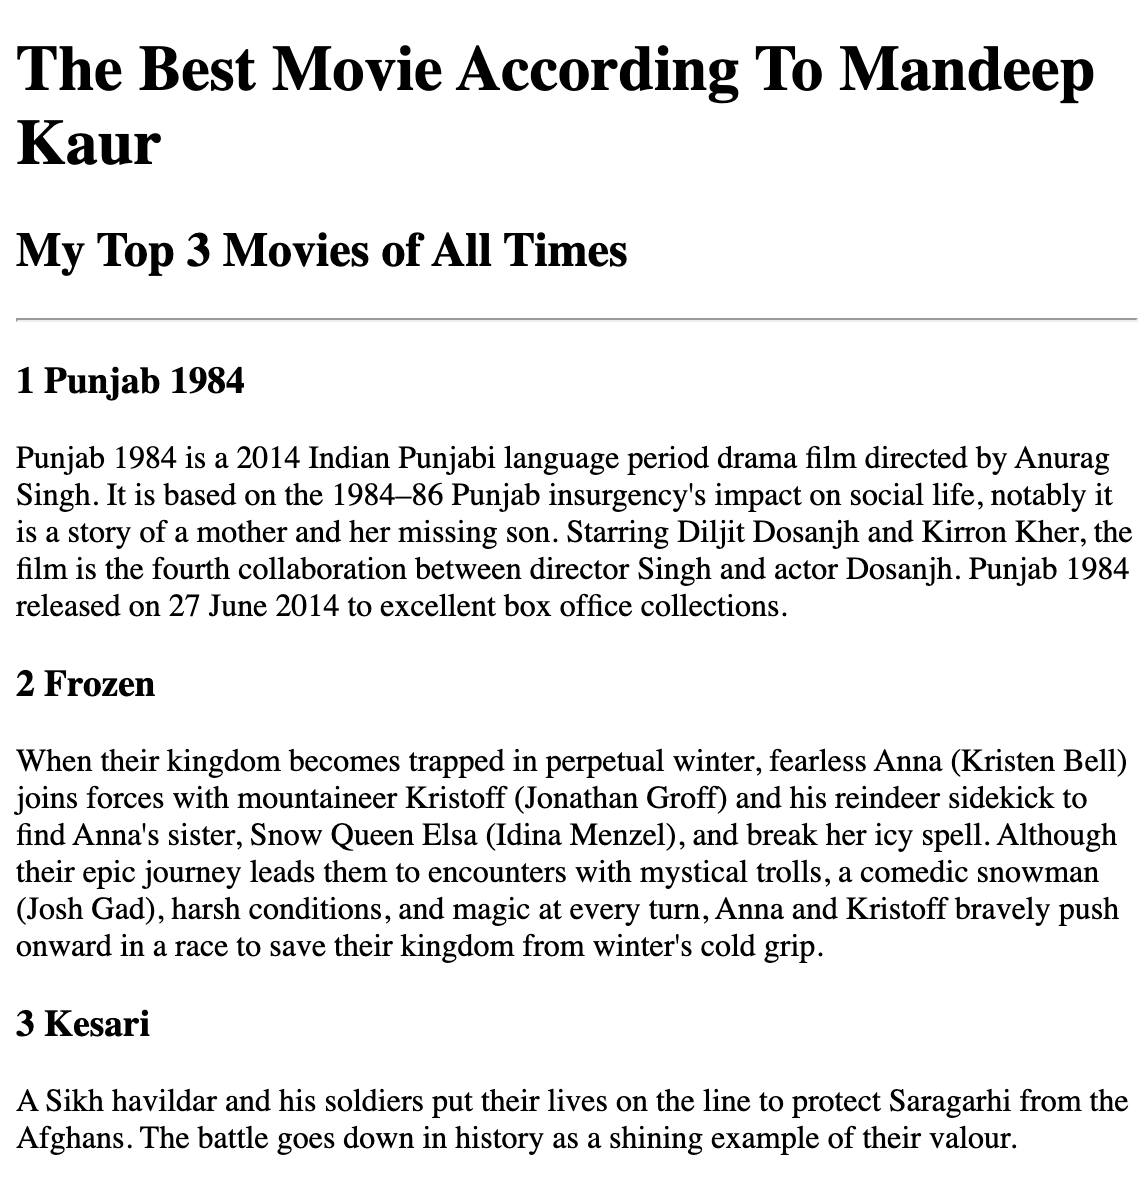 The Best Movie According To Mandeep
Kaur
My Top 3 Movies of All Times
1 Punjab 1984
Punjab 1984 is a 2014 Indian Punjabi language period drama film directed by Anurag
Singh. It is based on the 1984–86 Punjab insurgency's impact on social life, notably it
is a story of a mother and her missing son. Starring Diljit Dosanjh and Kirron Kher, the
film is the fourth collaboration between director Singh and actor Dosanjh. Punjab 1984
released on 27 June 2014 to excellent box office collections.
2 Frozen
When their kingdom becomes trapped in perpetual winter, fearless Anna (Kristen Bell)
joins forces with mountaineer Kristoff (Jonathan Groff) and his reindeer sidekick to
find Anna's sister, Snow Queen Elsa (Idina Menzel), and break her icy spell. Although
their epic journey leads them to encounters with mystical trolls, a comedic snowman
(Josh Gad), harsh conditions, and magic at every turn, Anna and Kristoff bravely push
onward in a race to save their kingdom from winter's cold grip.
3 Kesari
A Sikh havildar and his soldiers put their lives on the line to protect Saragarhi from the
Afghans. The battle goes down in history as a shining example of their valour.